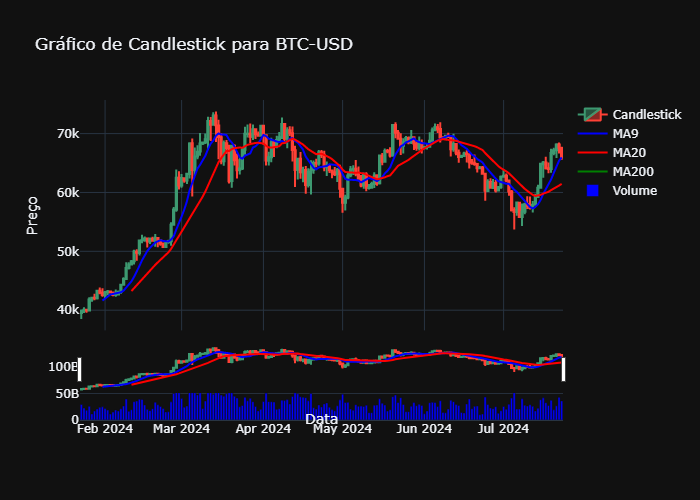 Gráfico de Candlestick para BTC-USD
Candlestick
MA9
MA20
MA200
Volume
Preço
70k
60k
50k
40k
100B
50B
0
Data
Feb 2024
Mar 2024
Apr 2024
May 2024
Jun 2024
Jul 2024